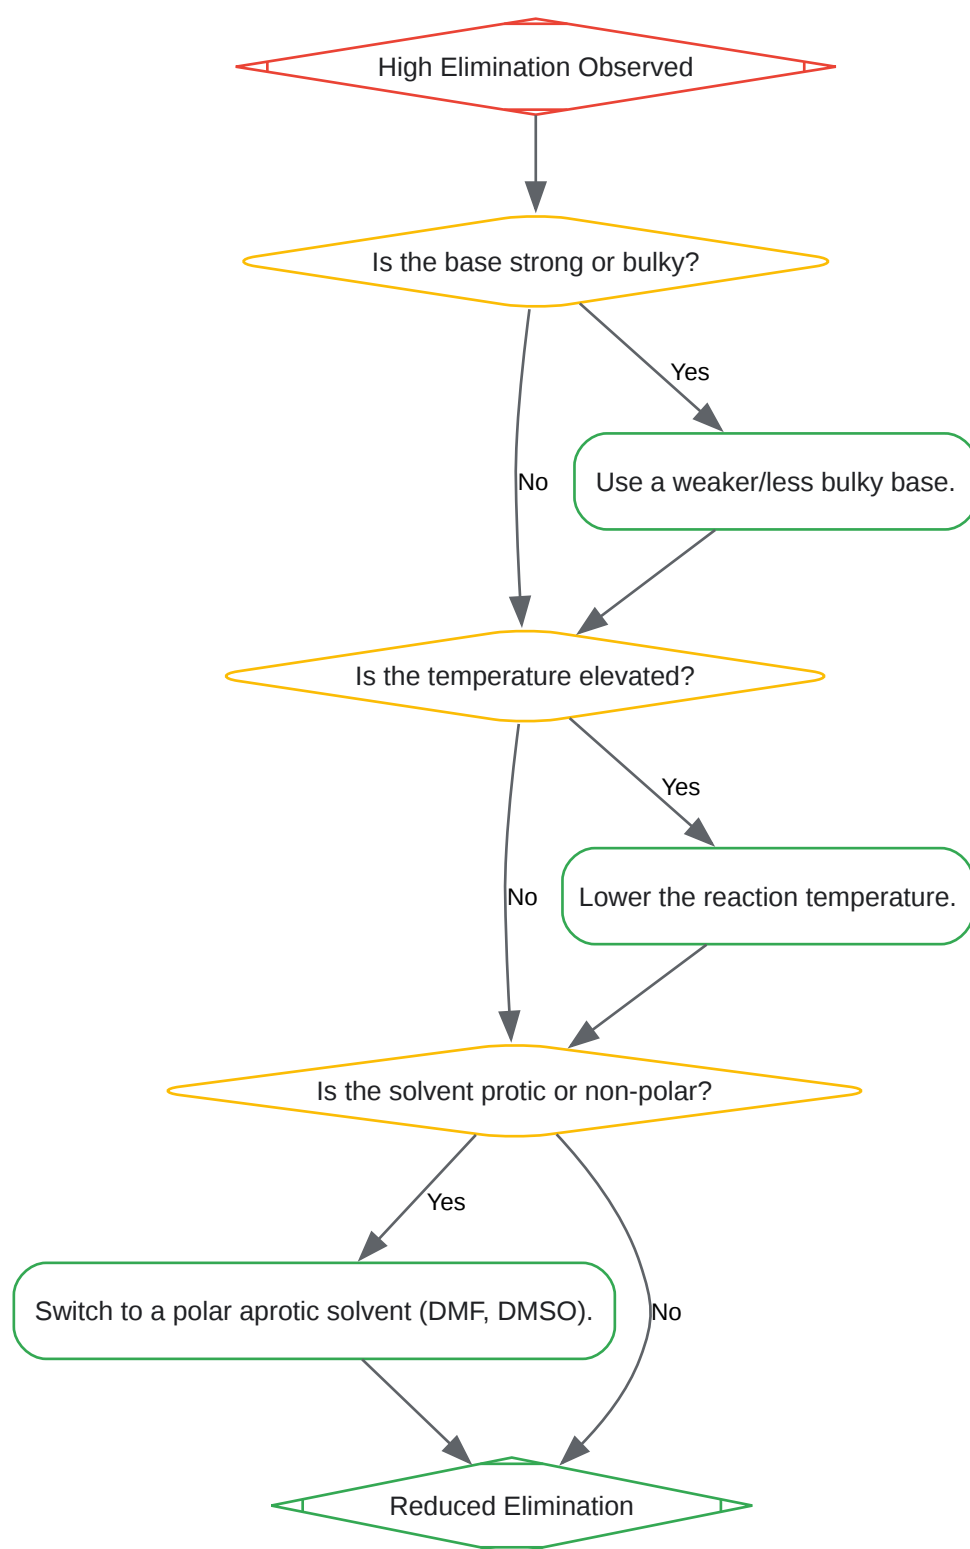 High Elimination Observed
Is the base strong or bulky?
Yes
No
Use a weaker/less bulky base.
Is the temperature elevated?
Yes
No
Lower the reaction temperature.
Is the solvent protic or non-polar?
Yes
Switch to a polar aprotic solvent (DMF, DMSO).
No
Reduced Elimination